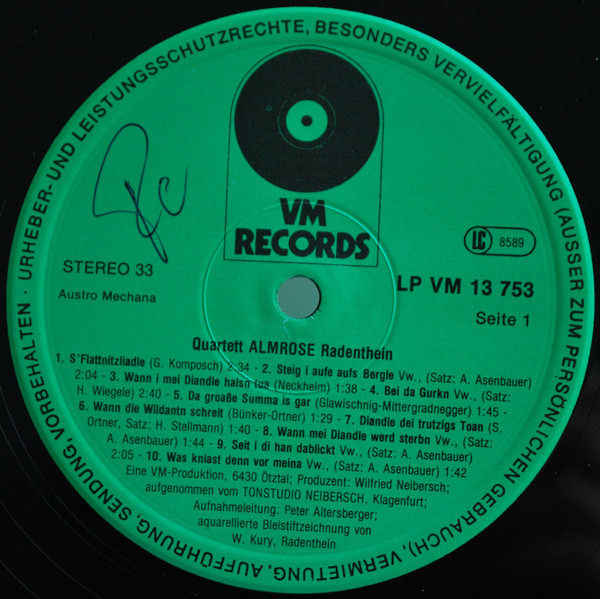 URHEBER- UND LEISTUNGSSCHUTZRECHTE, BESONDERS VERVIELFÄLTIGUNG (AUSSER ZUM PERSÖNLICHEN GEBRAUCH), VERMIETUNG, AUFFÜHRUNG, SENDUNG, VORBEHALTEN ·
VM
RECORDS
LC 8589
STEREO 33
LP VM 13 753
Austro Mechana
Seite 1
Quartett ALMROSE Radenthein
1. S'Flattnitzliadle (G. Komposch) 2:34 - 2. Steig i aufe aufs Bergle Vw., (Satz: A. Asenbauer)
2:04 - 3. Wann i mei Diandle halsn tua (Neckheim) 1:38 - 4. Bei da Gurkn Vw., (Satz:
H. Wiegele) 2:40 - 5. Da groaße Summa is gar (Glawischnig-Mittergradnegger) 1:45 -
6. Wann die Wildantn schreit (Bünker-Ortner) 1:29 - 7. Diandle dei trutzigs Toan (S.
Ortner, Satz: H. Stellmann) 1:40 - 8. Wann mei Diandle werd sterbn Vw., (Satz:
A. Asenbauer) 1:44 - 9. Seit i di han dablickt Vw., (Satz: A. Asenbauer)
2:05 - 10. Was kniast denn vor meina Vw., (Satz: A. Asenbauer) 1:42
Eine VM-Produktion, 6430 Ötztal; Produzent: Wilfried Neibersch;
aufgenommen vom TONSTUDIO NEIBERSCH, Klagenfurt;
Aufnahmeleitung: Peter Altersberger;
aquarellierte Bleistiftzeichnung von
W. Kury, Radenthein